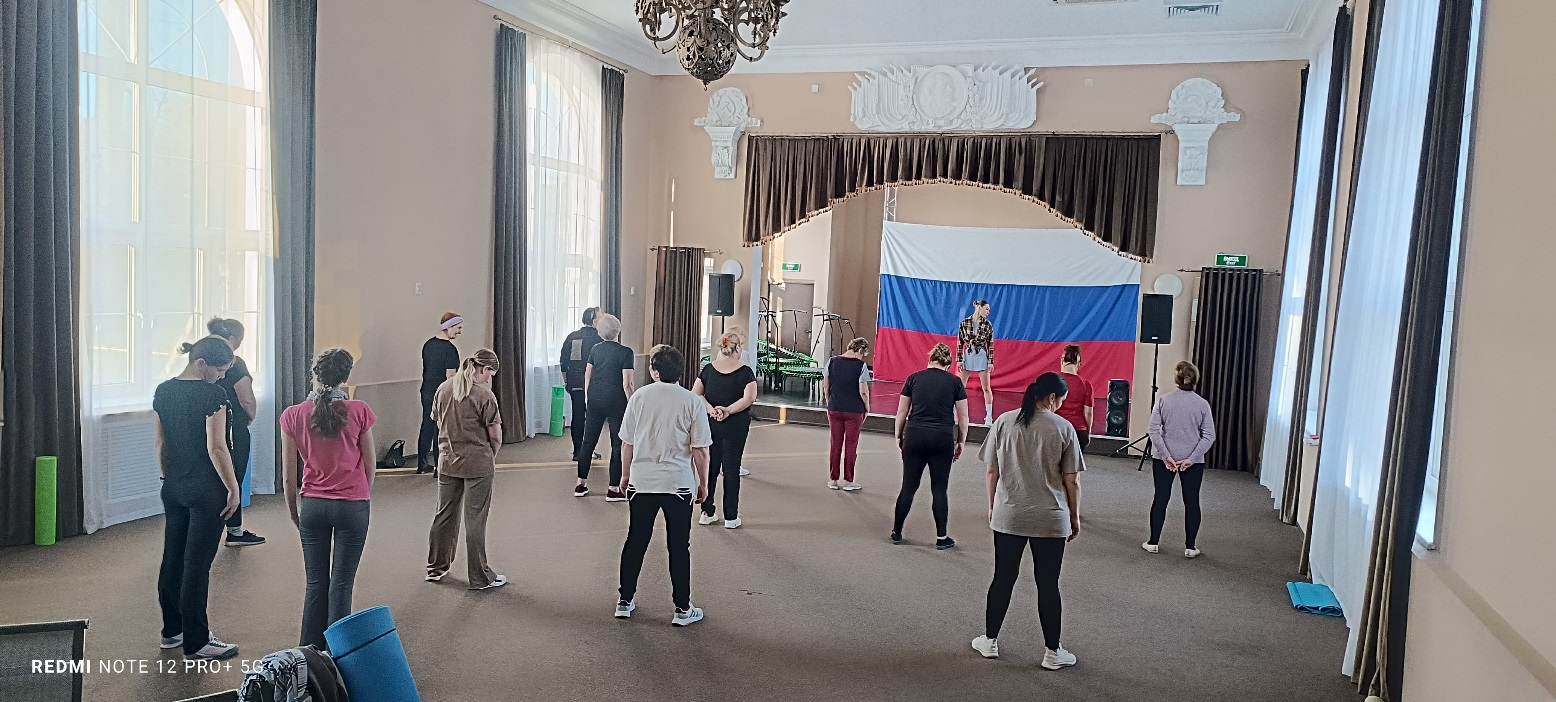 REDMI NOTE 12 PRO+ 5G